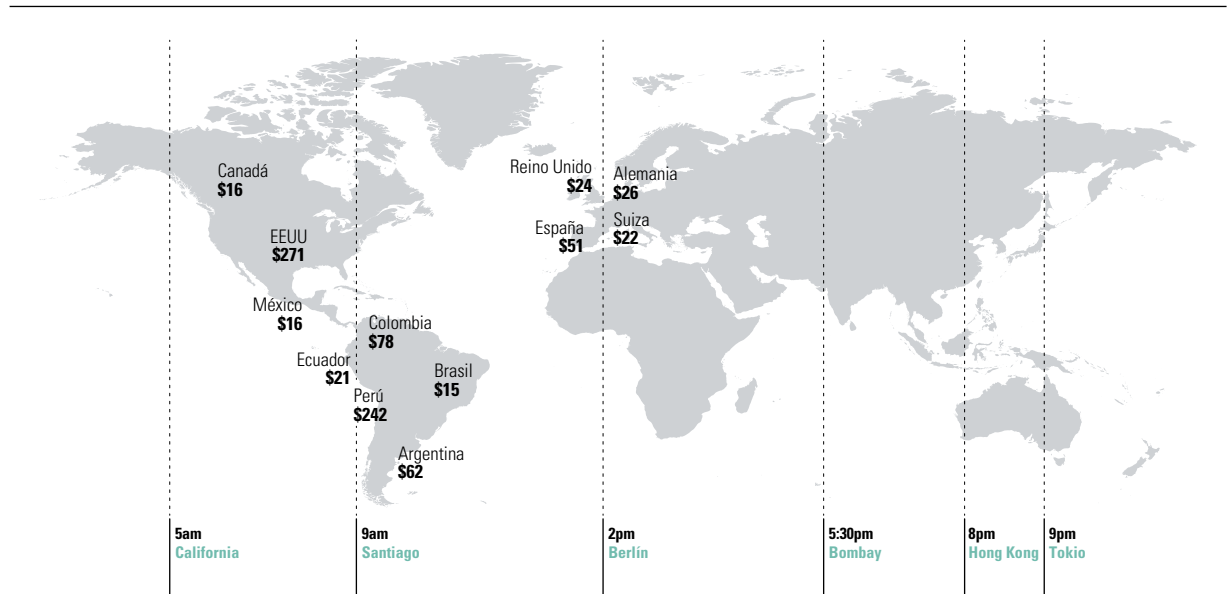 Canadá
$16
EEUU
$271
México
$16
Colombia
$78
Ecuador
$21
Brasil
$15
Perú
$242
Argentina
$62
Reino Unido
$24
Alemania
$26
España
$51
Suiza
$22
5am
California
9am
Santiago
2pm
Berlín
5:30pm
Bombay
8pm
Hong Kong
9pm
Tokio